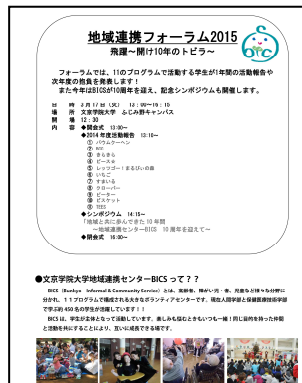 地域連携フォーラム2015
飛躍～開け10年のトビラ～
フォーラムでは、11のプログラムで活動する学生が1年間の活動報告や
次年度の抱負を発表します！
また今年はBICSが10周年を迎え、記念シンポジウムも開催します。
日 時 3月17日（火） 13：00～16：15
場 所 文京学院大学 ふじみ野キャンパス
開 場 12：30
内 容 ◆開会式 13:00～
◆2014年度活動報告 13:10～
① バウムクーヘン
②
③ きらきら
④ ピース☆
⑤ レッツゴー！まるぴぃの森
⑥ いちご
⑦ すまいる
⑧ クローバー
⑨ ピーター
⑩ ビスケット
⑪ TEES
◆シンポジウム 14:15～
「地域と共に歩んできた10年間
～地域連携センターBICS 10周年を迎えて～
◆閉会式 16:00～
●文京学院大学地域連携センターBICSって？？
BICS（Bunkyo Informal & Community Service）とは、高齢者、障がい児・者、児童など様々な分野に
分かれ、11プログラムで構成される大きなボランティアセンターです。現在人間学部と保健医療技術学部
で学ぶ約450名の学生が活躍しています！！
BICSは、学生が主体となって活動しています。楽しみも悩むときもいつも一緒！同じ目的を持った仲間
と活動を共にすることにより、互いに成長できる場です。